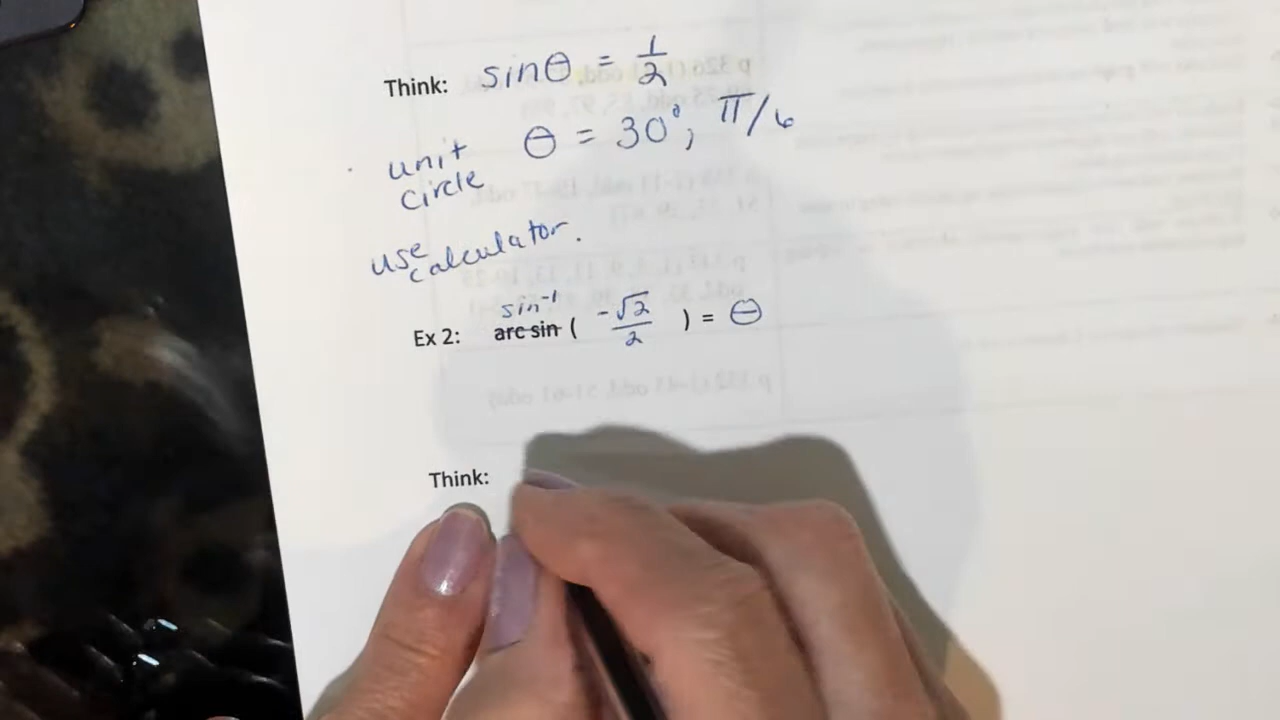 Think: sinθ = 1/2
unit circle θ = 30°; π/6
use calculator.
sin⁻¹
Ex 2: arc sin ( -√2/2 ) = θ
Think: